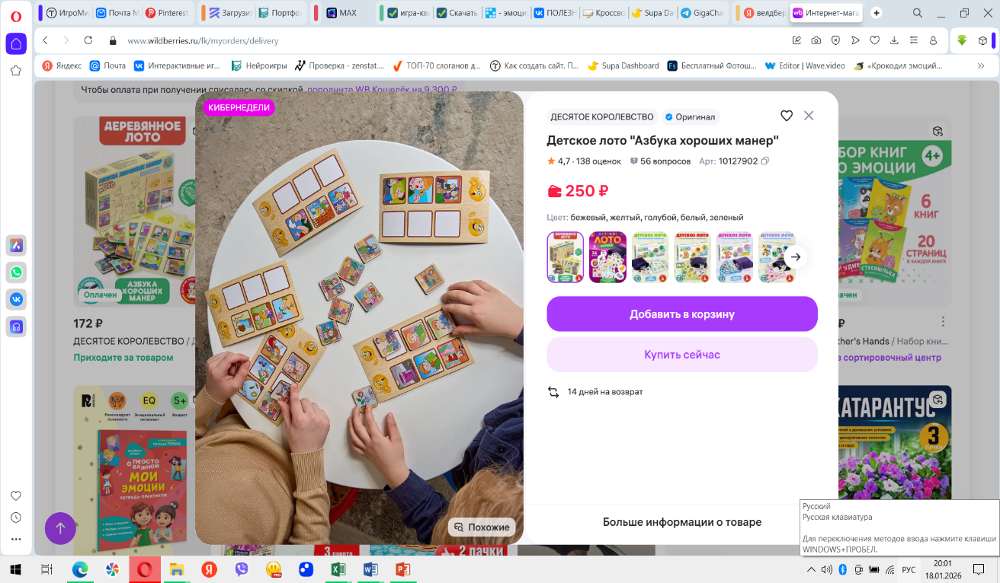 ИгроМи
Почта М
Pinterest
Загрузит
Портфо
MAX
игра-ква
Скачать
- эмоци
ПОЛЕЗН
Кроссво
Supa Da
GigaCha
велдбер
Интернет-мага
www.wildberries.ru/lk/myorders/delivery
Яндекс
Почта
Интерактивные иг...
Нейроигры
Проверка - zenstat....
ТОП-70 слоганов д...
Как создать сайт. П...
Supa Dashboard
Бесплатный Фотош...
Editor | Wave.video
«Крокодил эмоций...
Чтобы оплата при получении списалась со скидкой, пополните WB Кошелёк на 9 300 ₽
КИБЕРНЕДЕЛИ
ДЕРЕВЯННОЕ
ЛОТО
АЗБУКА
ХОРОШИХ
МАНЕР
Оплачен
172 ₽
ДЕСЯТОЕ КОРОЛЕВСТВО /
Приходите за товаром
EQ
5+
Рекомендуют
психологи
Эмоциональный
интеллект
Возраст
О ПРОСТО
ВАЖНОМ
МОИ
ЭМОЦИИ
ТЕТРАДЬ-ПРАКТИКУМ
Похожие
ДЕСЯТОЕ КОРОЛЕВСТВО
Оригинал
Детское лото "Азбука хороших манер"
4,7 · 138 оценок
56 вопросов
Арт: 10127902
250 ₽
Цвет: бежевый, желтый, голубой, белый, зеленый
Добавить в корзину
Купить сейчас
14 дней на возврат
Больше информации о товаре
БОР КНИГ
О ЭМОЦИИ
4+
6
КНИГ
20
СТРАНИЦ
В КАЖДОЙ КНИГЕ
СТЕСНЮЛЬКА
ачен
₽
her's Hands / Набор кни...
в сортировочный центр
КАТАРАНТУС
3
ПАЧКИ
3 пакета
2 пачки
Русский
Русская клавиатура
Для переключения методов ввода нажмите клавиши
WINDOWS+ПРОБЕЛ.
РУС
20:01
18.01.2026